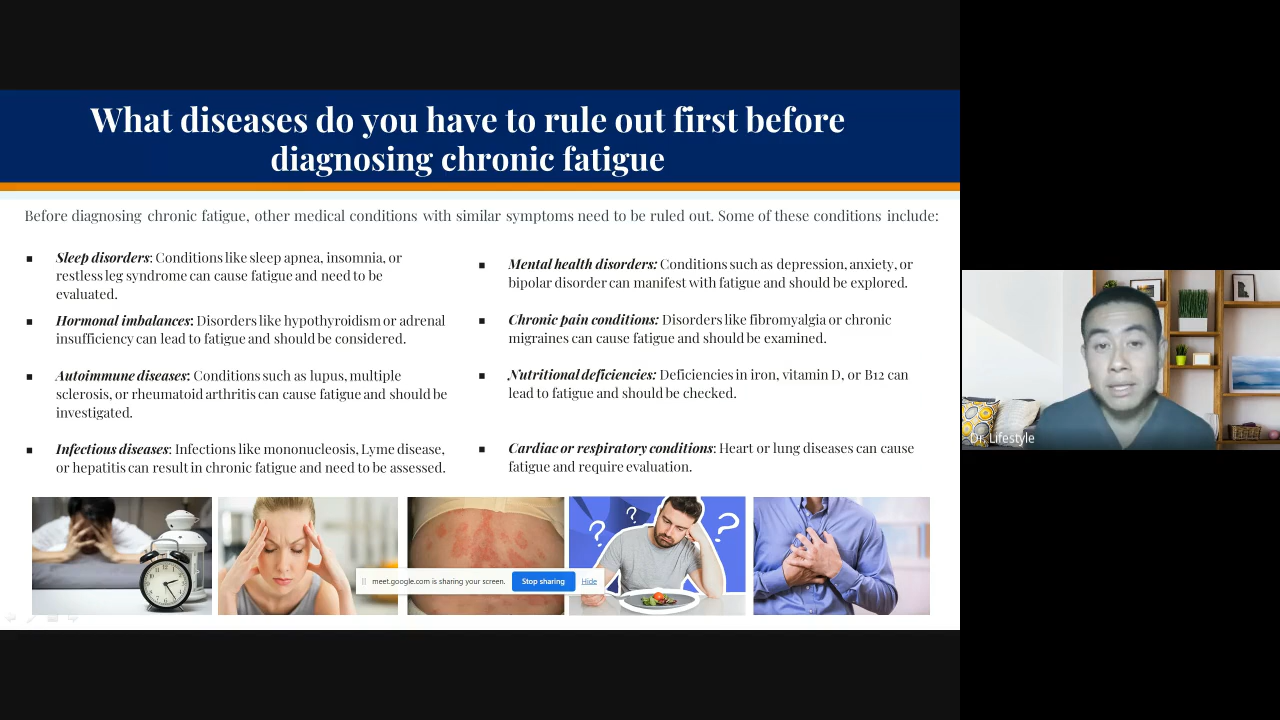 What diseases do you have to rule out first before
diagnosing chronic fatigue
Before diagnosing chronic fatigue, other medical conditions with similar symptoms need to be ruled out. Some of these conditions include:
Sleep disorders: Conditions like sleep apnea, insomnia, or
restless leg syndrome can cause fatigue and need to be
evaluated.
Hormonal imbalances: Disorders like hypothyroidism or adrenal
insufficiency can lead to fatigue and should be considered.
Autoimmune diseases: Conditions such as lupus, multiple
sclerosis, or rheumatoid arthritis can cause fatigue and should be
investigated.
Infectious diseases: Infections like mononucleosis, Lyme disease,
or hepatitis can result in chronic fatigue and need to be assessed.
Mental health disorders: Conditions such as depression, anxiety, or
bipolar disorder can manifest with fatigue and should be explored.
Chronic pain conditions: Disorders like fibromyalgia or chronic
migraines can cause fatigue and should be examined.
Nutritional deficiencies: Deficiencies in iron, vitamin D, or B12 can
lead to fatigue and should be checked.
Cardiac or respiratory conditions: Heart or lung diseases can cause
fatigue and require evaluation.
? ? ?
meet.google.com is sharing your screen. Stop sharing Hide
Dr. Lifestyle